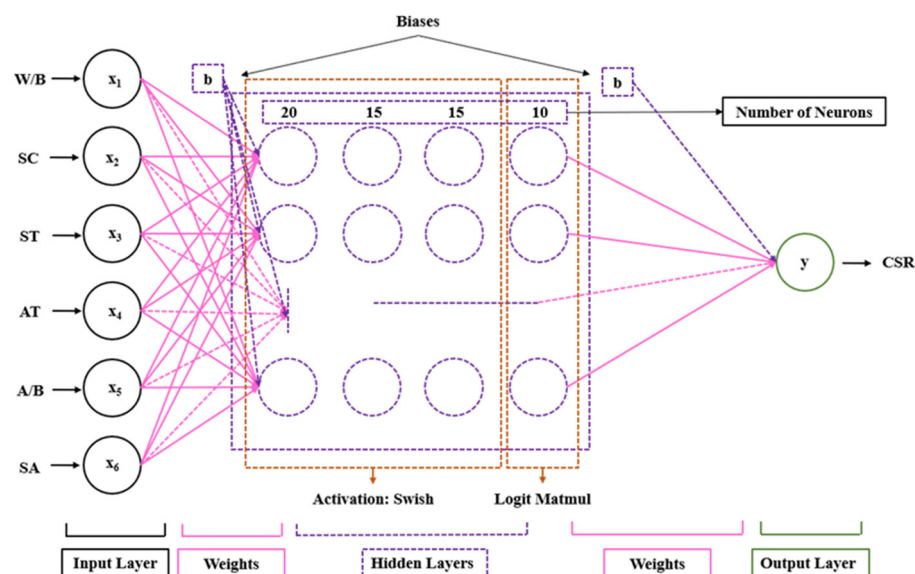 Biases
W/B
x1
b
b
20 15 15 10
Number of Neurons
SC
x2
ST
x3
y
CSR
AT
x4
A/B
x5
SA
x6
Activation: Swish
Logit Matmul
Input Layer
Weights
Hidden Layers
Weights
Output Layer